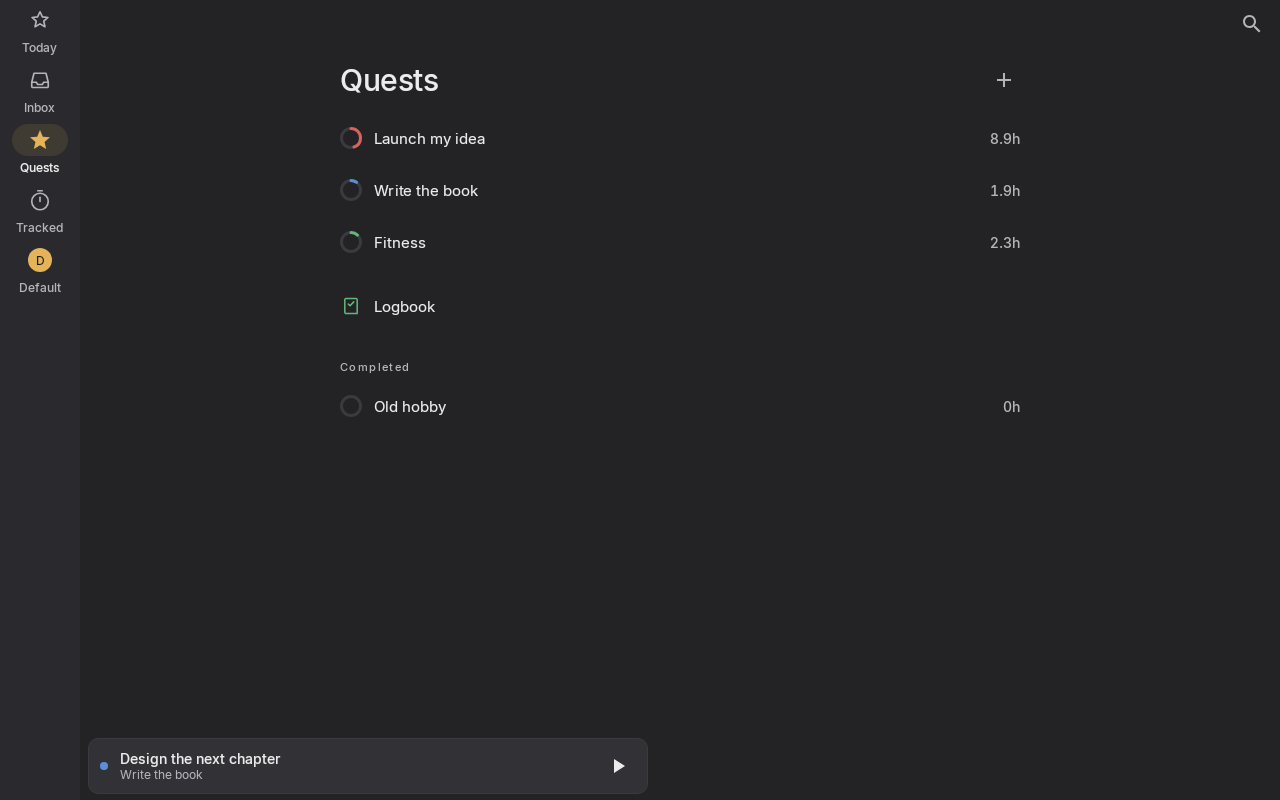 Today
Inbox
Quests
Tracked
D
Default
Quests
Launch my idea 8.9h
Write the book 1.9h
Fitness 2.3h
Logbook
Completed
Old hobby 0h
Design the next chapter
Write the book